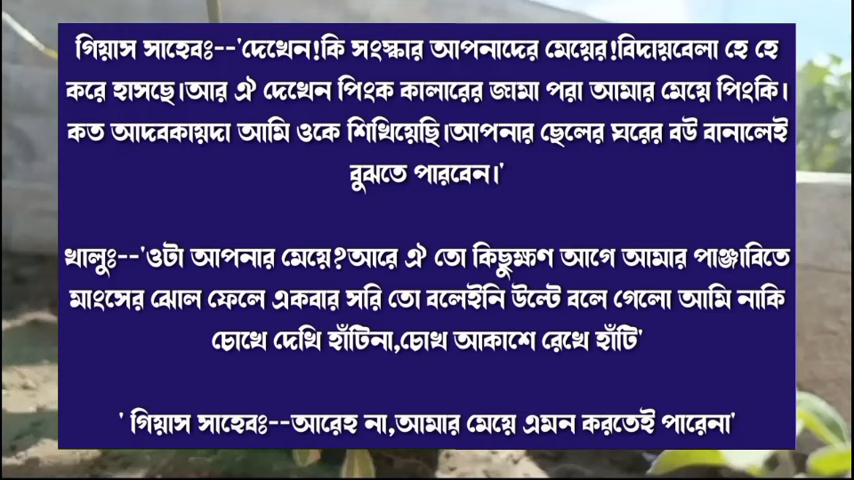 গিয়াস সাহেবঃ--'দেখেন!কি সংস্কার আপনাদের মেয়ের!বিদায়বেলা হে হে
করে হাসছে।আর ঐ দেখেন পিংক কালারের জামা পরা আমার মেয়ে পিংকি।
কত আদবকায়দা আমি ওকে শিখিয়েছি।আপনার ছেলের ঘরের বউ বানালেই
বুঝতে পারবেন।'
খালুঃ--'ওটা আপনার মেয়ে?আরে ঐ তো কিছুক্ষণ আগে আমার পাঞ্জাবিতে
মাংসের ঝোল ফেলে একবার সরি তো বলেইনি উল্টে বলে গেলো আমি নাকি
চোখে দেখি হাঁটিনা,চোখ আকাশে রেখে হাঁটি'
' গিয়াস সাহেবঃ--আরেহ না,আমার মেয়ে এমন করতেই পারেনা'